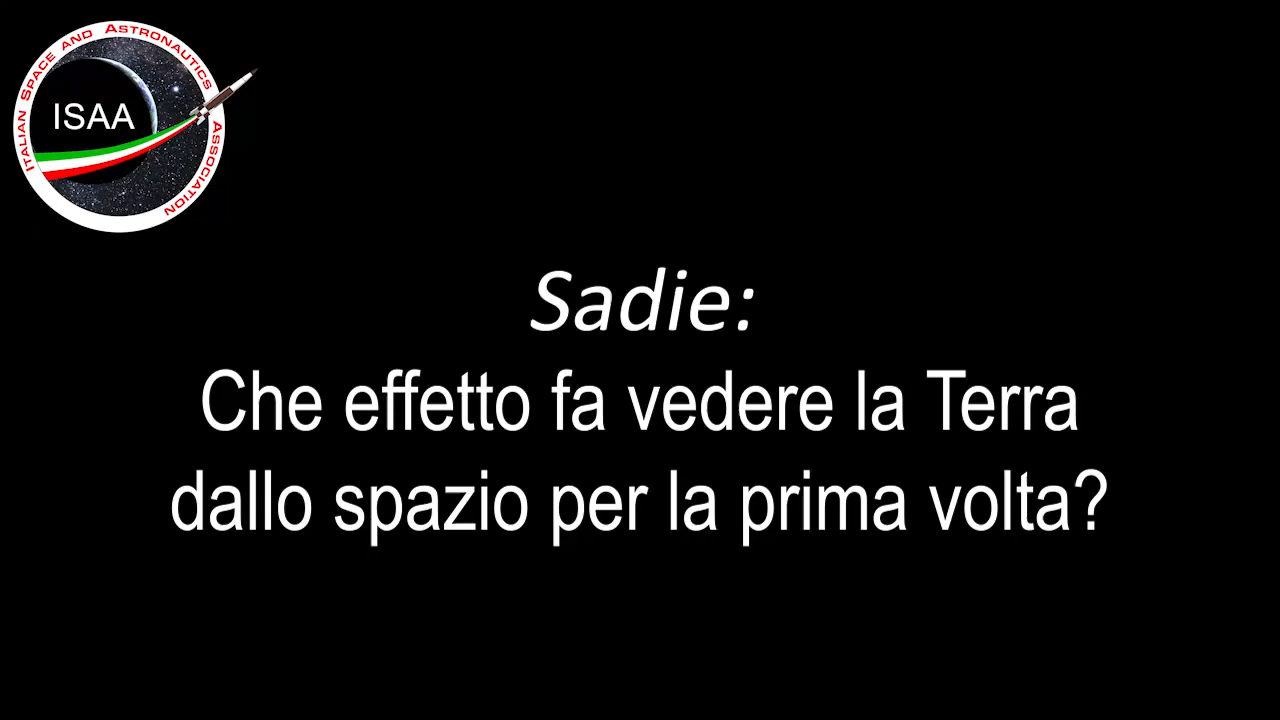 ITALIAN SPACE AND ASTRONAUTICS ASSOCIATION
ISAA
Sadie:
Che effetto fa vedere la Terra
dallo spazio per la prima volta?